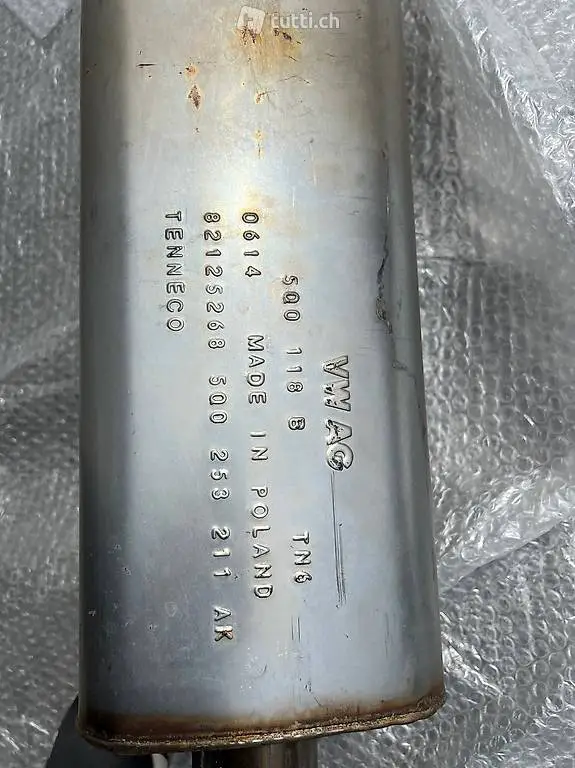 tutti.ch
VW AG
5Q0 118 B TN6
0614 MADE IN POLAND
82125268 5Q0 253 211 AK
TENNECO